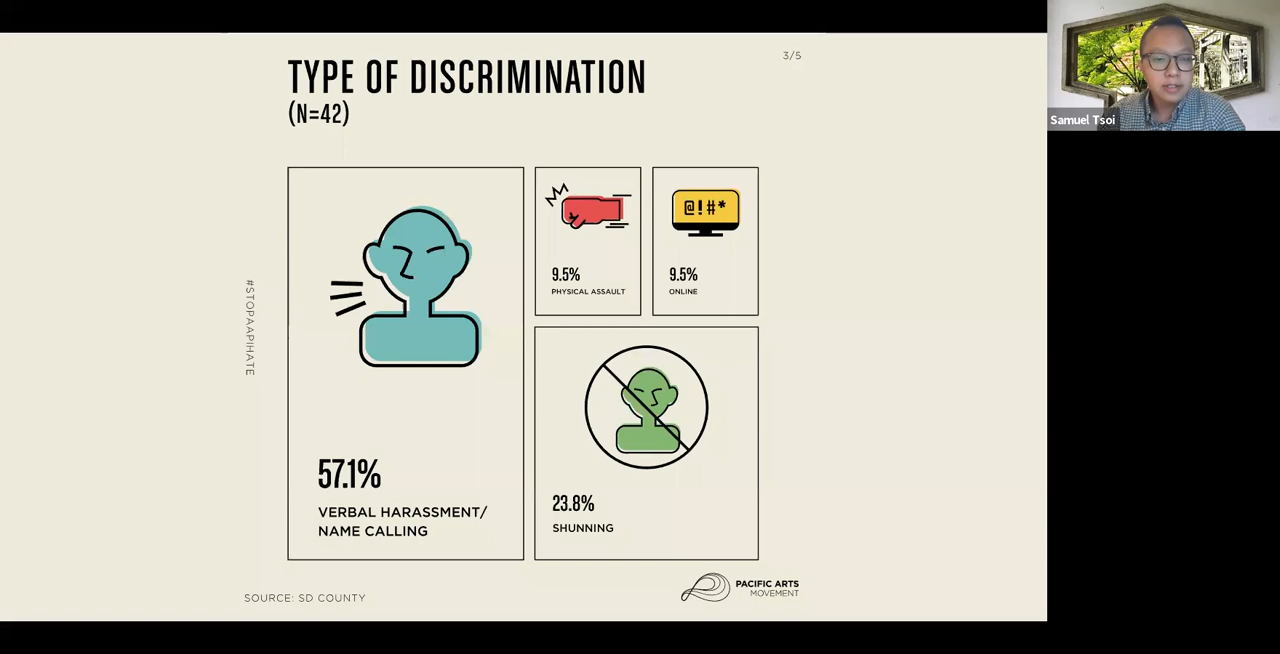 TYPE OF DISCRIMINATION
(N=42)
3/5
Samuel Tsoi
#STOPAAPIHATE
57.1%
VERBAL HARASSMENT/
NAME CALLING
9.5%
PHYSICAL ASSAULT
@!#*
9.5%
ONLINE
23.8%
SHUNNING
SOURCE: SD COUNTY
PACIFIC ARTS
MOVEMENT